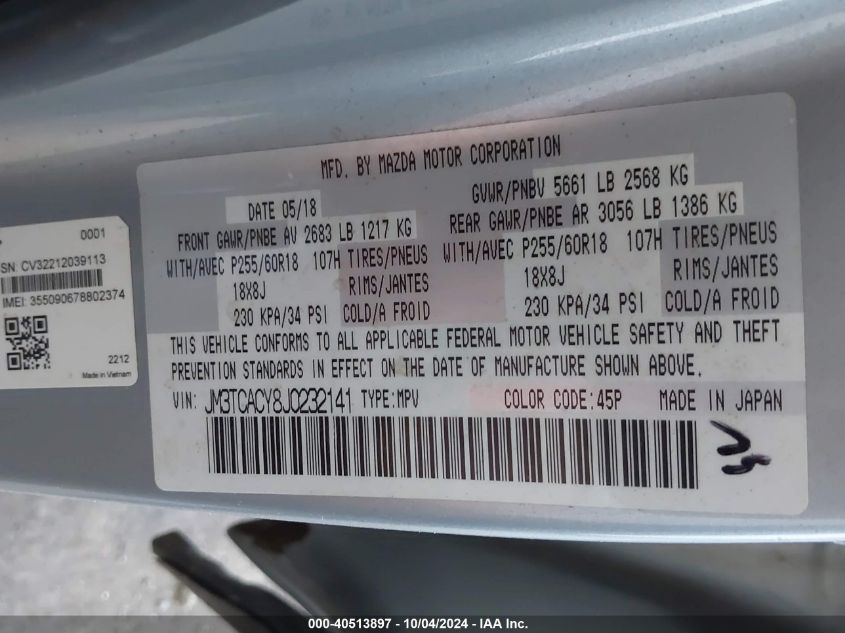 MFD. BY MAZDA MOTOR CORPORATION
DATE 05/18
GVWR/PNBV 5661 LB 2568 KG
FRONT GAWR/PNBE AV 2683 LB 1217 KG
REAR GAWR/PNBE AR 3056 LB 1386 KG
WITH/AVEC P255/60R18 107H TIRES/PNEUS
WITH/AVEC P255/60R18 107H TIRES/PNEUS
18X8J RIMS/JANTES
18X8J RIMS/JANTES
230 KPA/34 PSI COLD/A FROID
230 KPA/34 PSI COLD/A FROID
THIS VEHICLE CONFORMS TO ALL APPLICABLE FEDERAL MOTOR VEHICLE SAFETY AND THEFT
PREVENTION STANDARDS IN EFFECT ON THE DATE OF MANUFACTURE SHOWN ABOVE.
VIN: JM3TCACY8J0232141 TYPE:MPV COLOR CODE:45P MADE IN JAPAN
0001
SN: CV32212039113
IMEI: 355090678802374
2212
Made in Vietnam
000-40513897 - 10/04/2024 - IAA Inc.